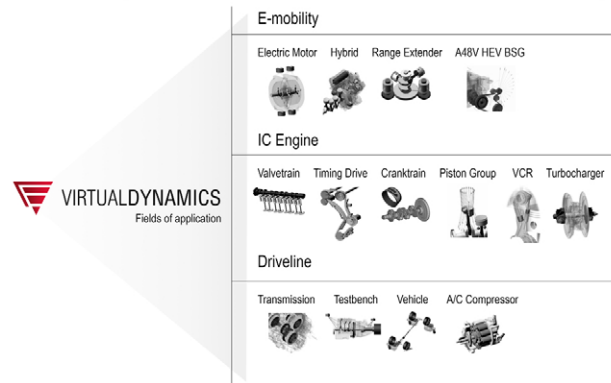 E-mobility
Electric Motor Hybrid Range Extender A48V HEV BSG
IC Engine
Valvetrain Timing Drive Cranktrain Piston Group VCR Turbocharger
VIRTUALDYNAMICS
Fields of application
Driveline
Transmission Testbench Vehicle A/C Compressor